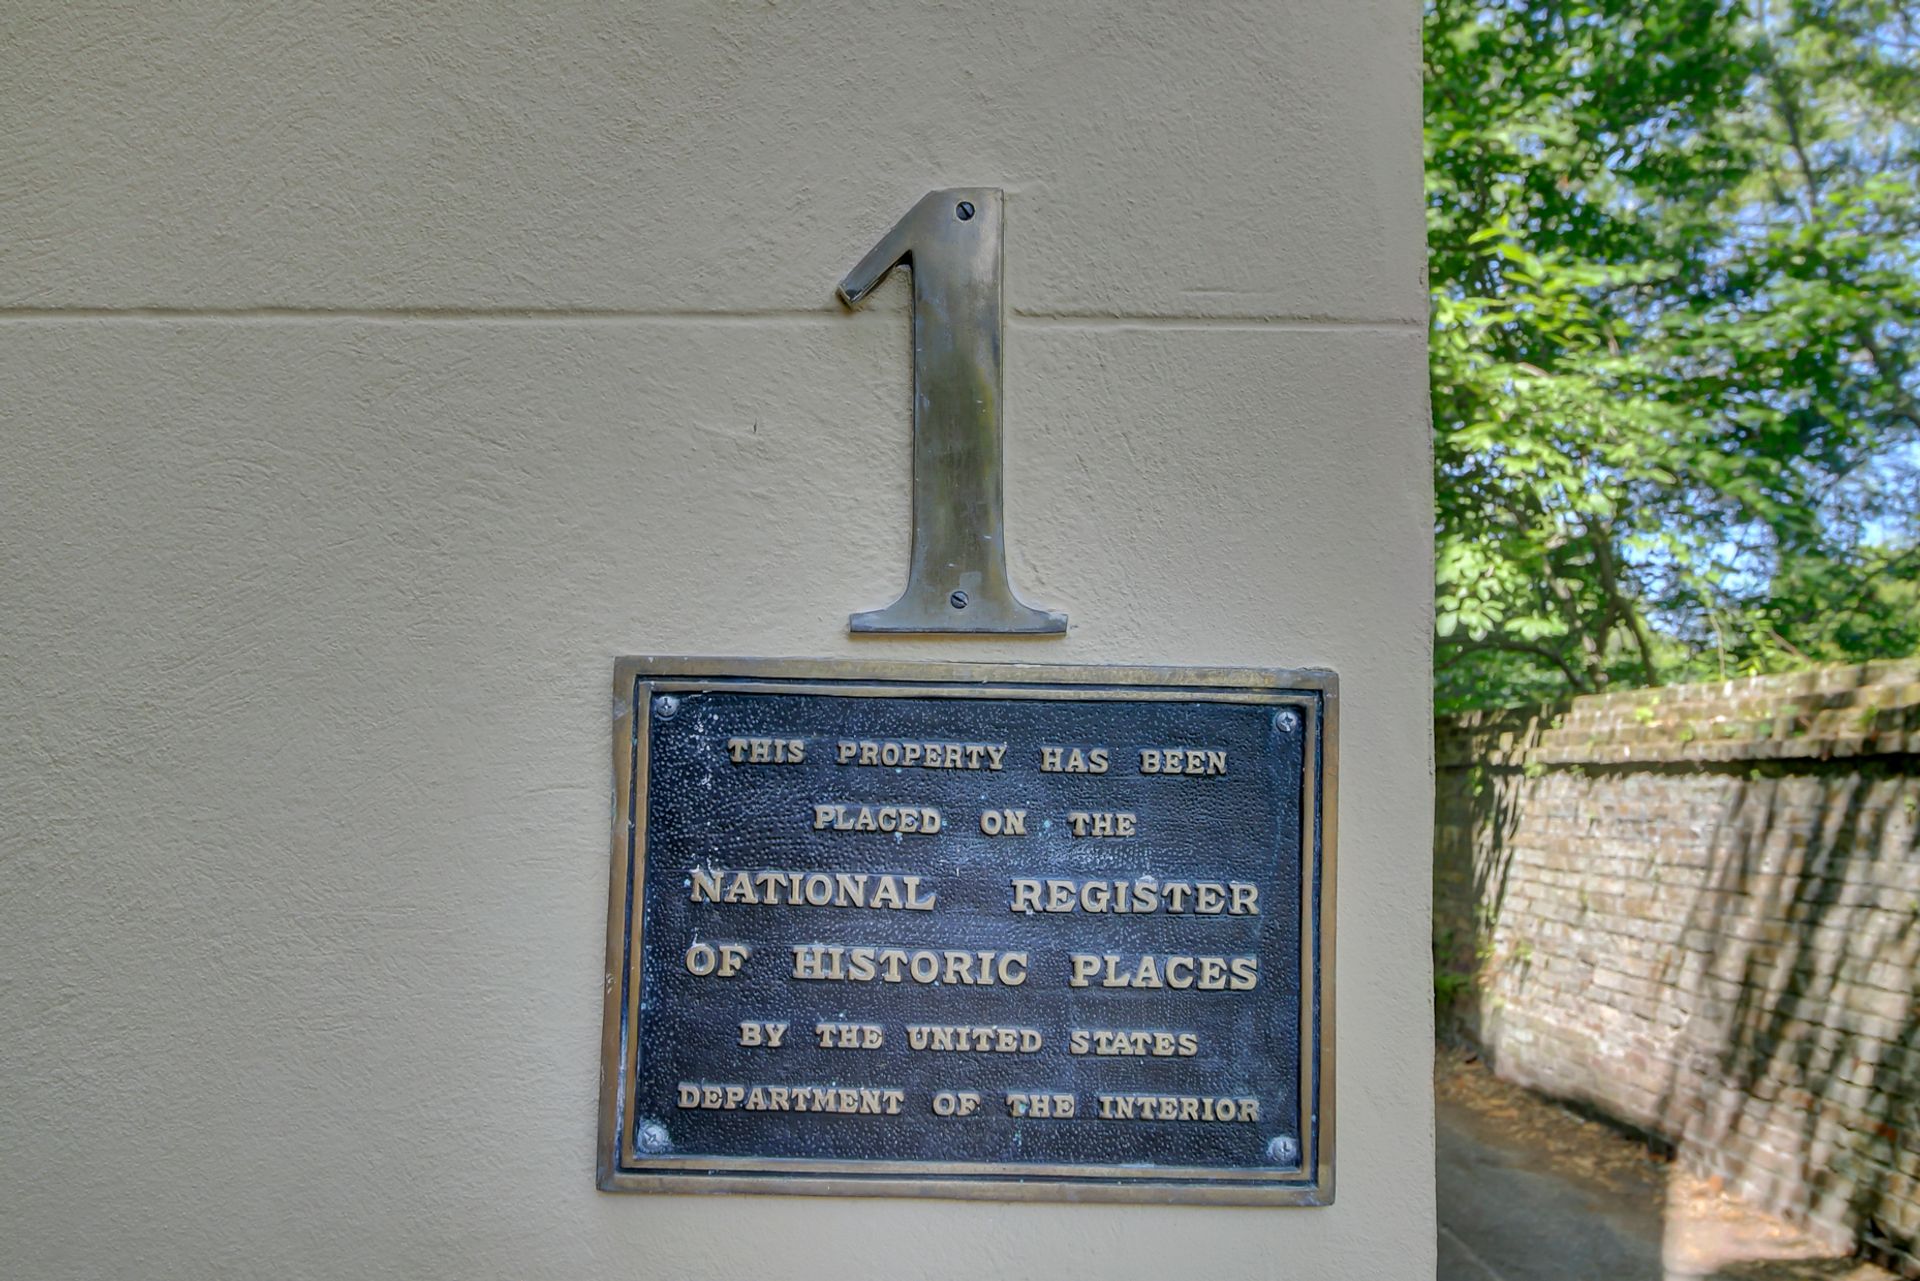 1
THIS PROPERTY HAS BEEN
PLACED ON THE
NATIONAL REGISTER
OF HISTORIC PLACES
BY THE UNITED STATES
DEPARTMENT OF THE INTERIOR